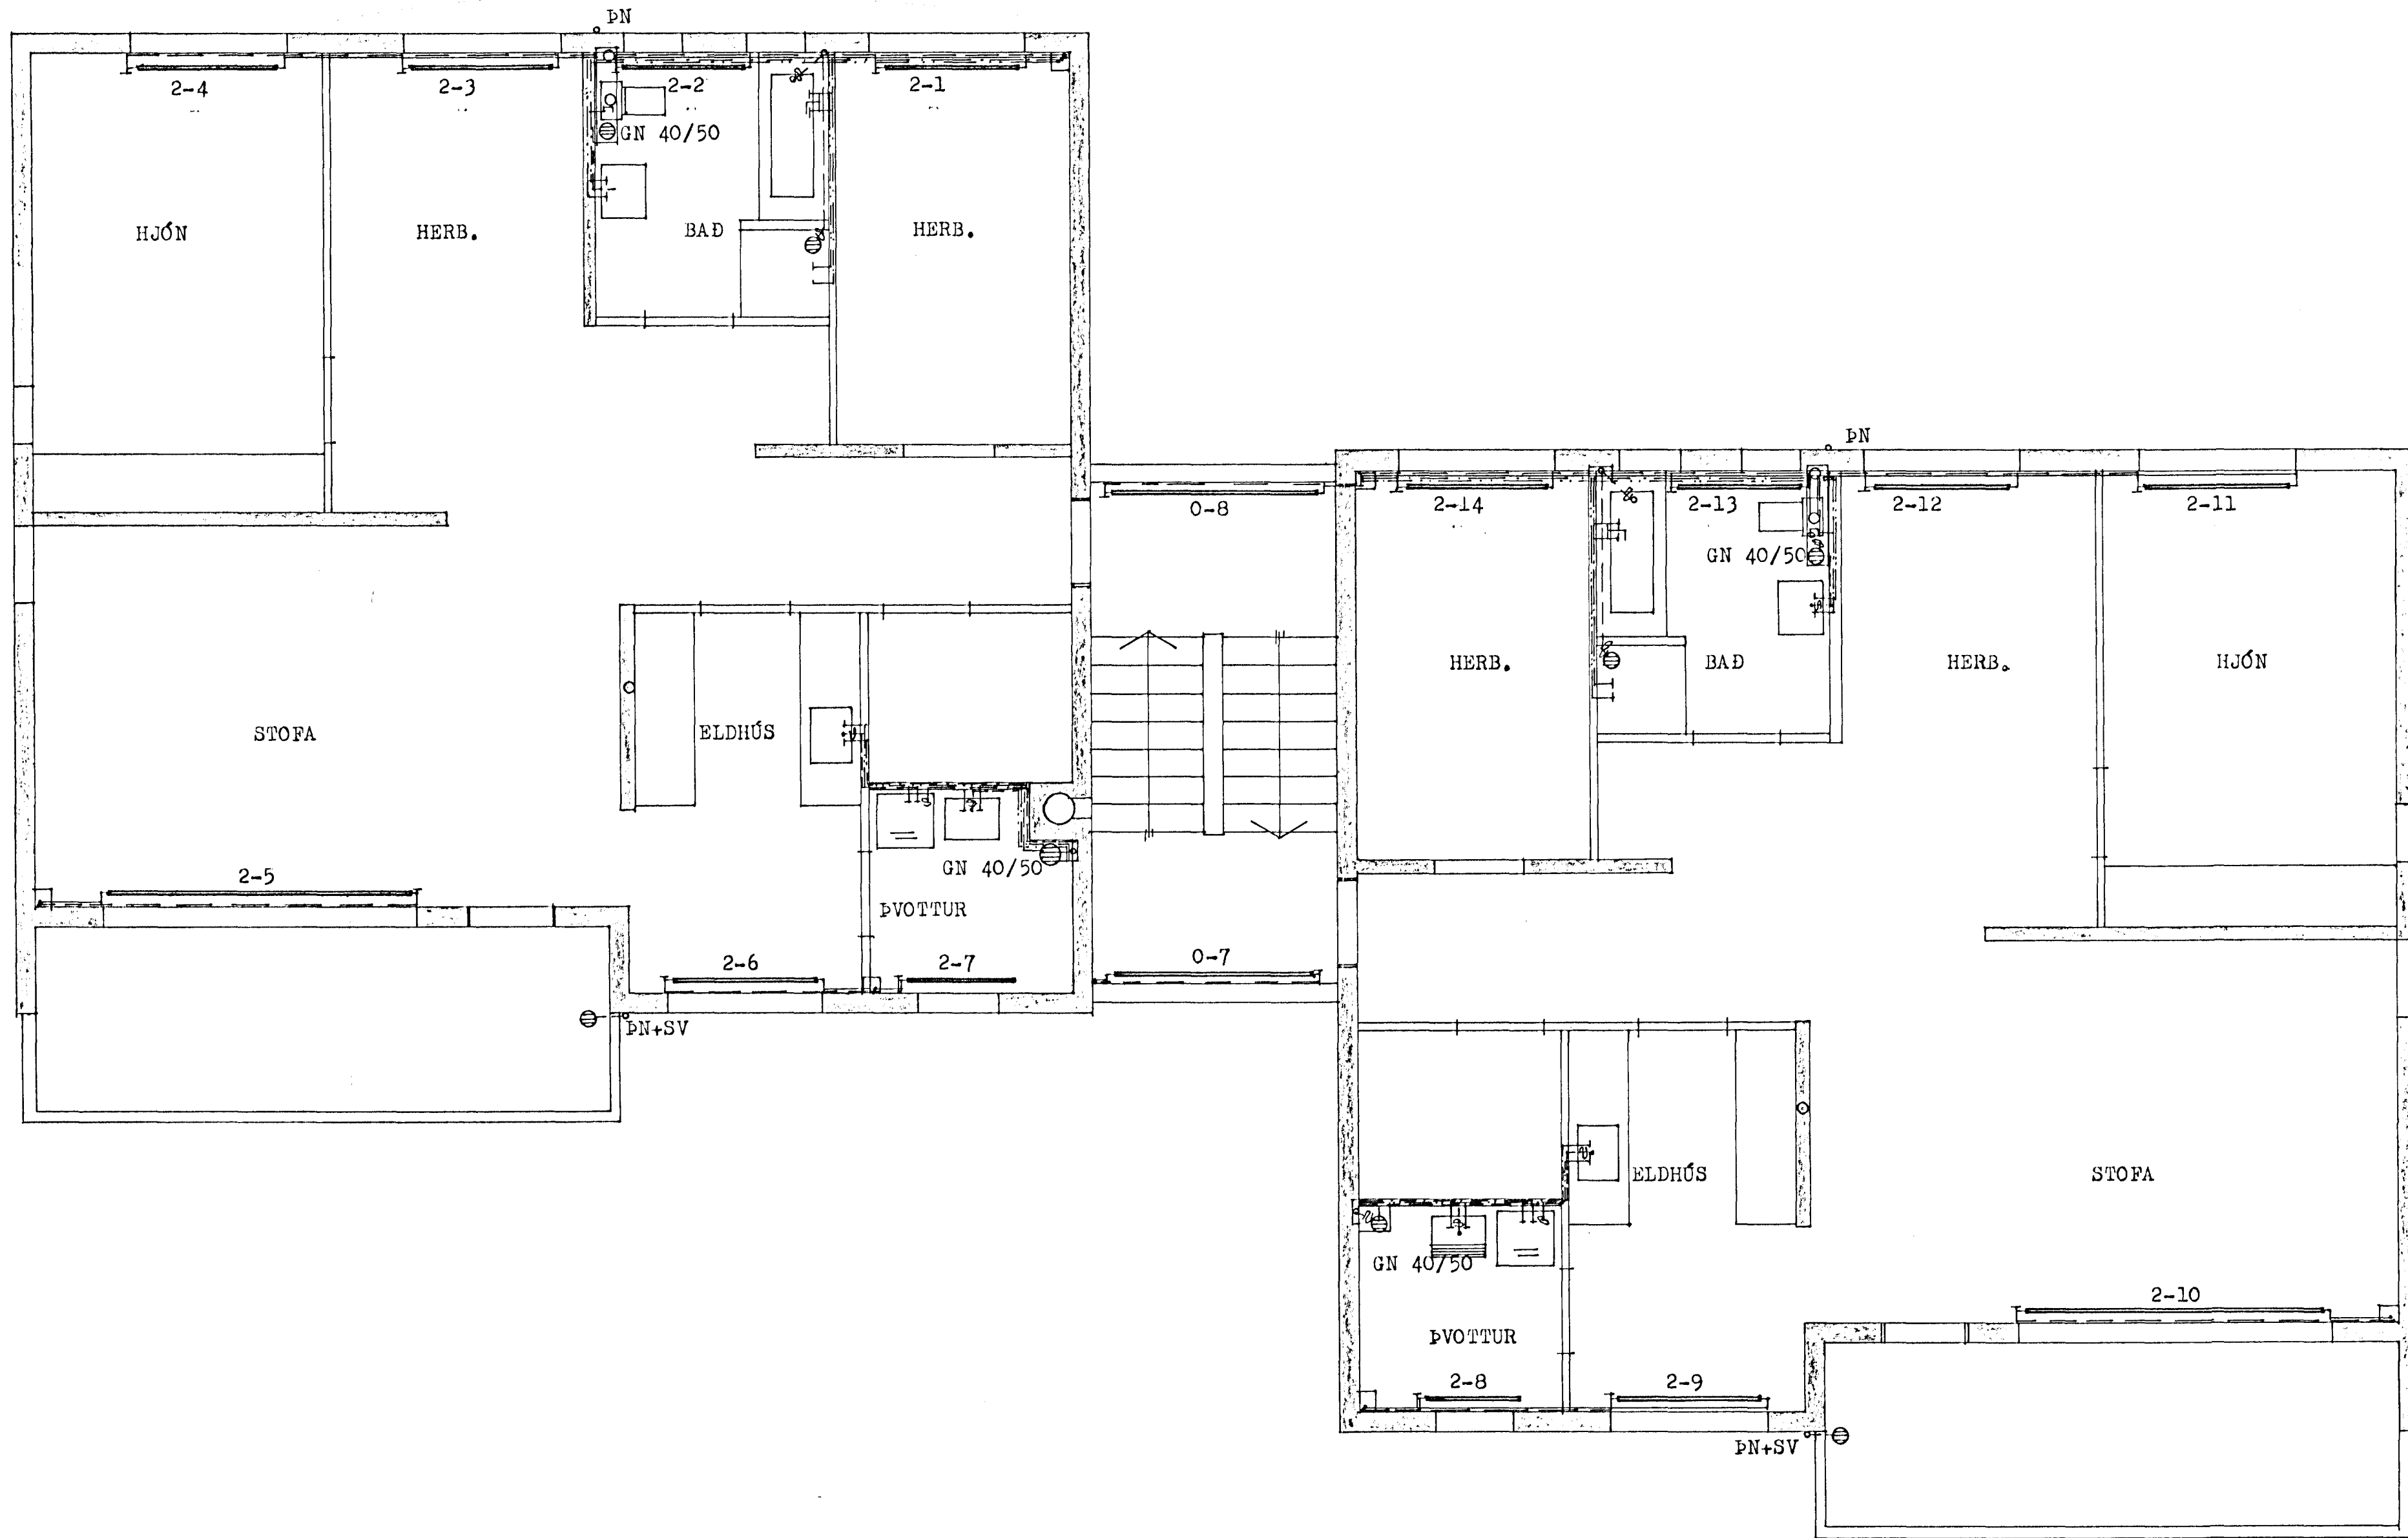 ÞN
2-4
2-3
2-2
2-1
GN 40/50
HJÓN
HERB.
BAÐ
HERB.
ÞN
0-8
2-14
2-13
2-12
2-11
GN 40/50
HERB.
BAÐ
HERB.
HJÓN
STOFA
ELDHÚS
GN 40/50
2-5
ÞVOTTUR
2-6
2-7
0-7
ÞN+SV
ELDHÚS
STOFA
GN 40/50
2-10
ÞVOTTUR
2-8
2-9
ÞN+SV